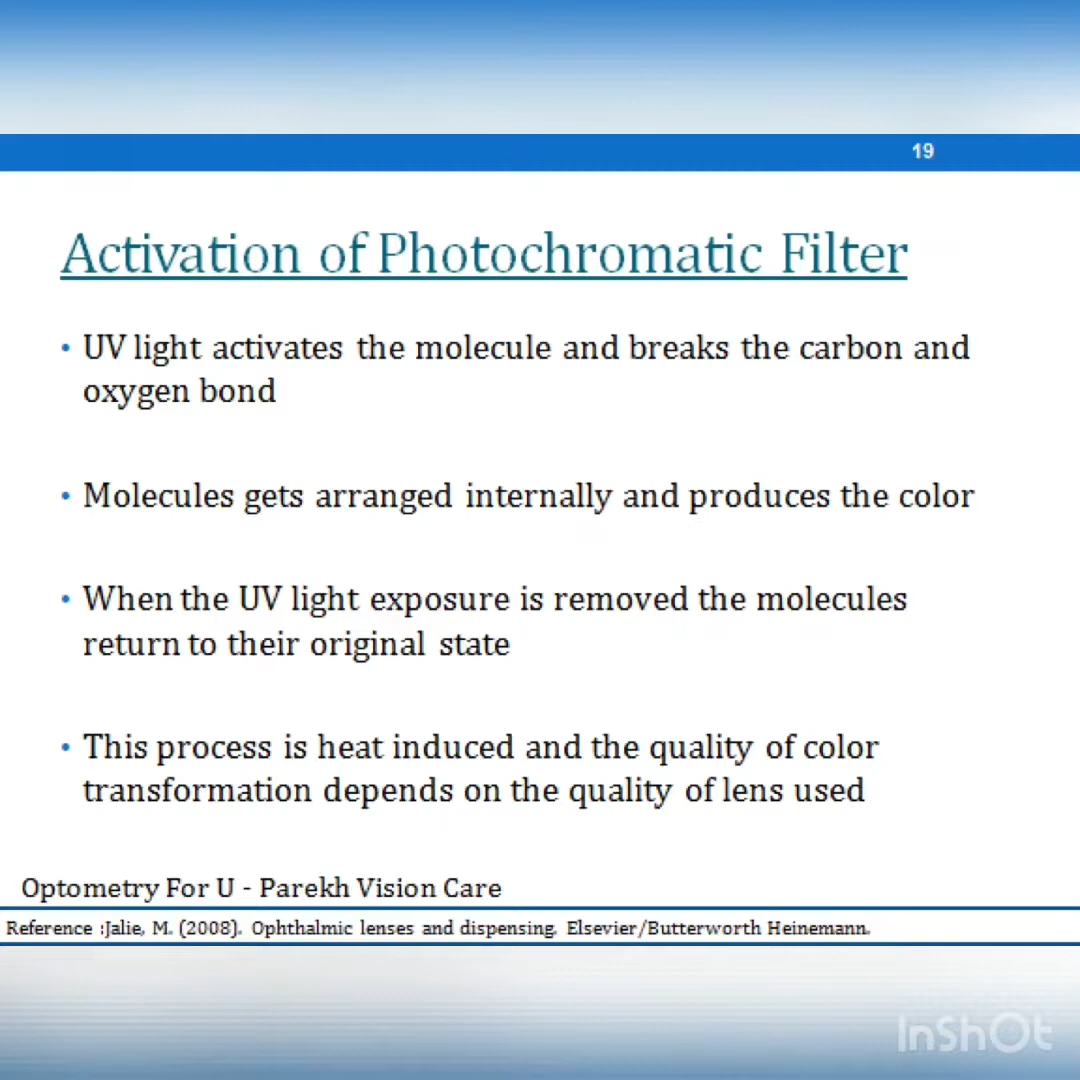 19
Activation of Photochromatic Filter
• UV light activates the molecule and breaks the carbon and
oxygen bond
• Molecules gets arranged internally and produces the color
• When the UV light exposure is removed the molecules
return to their original state
• This process is heat induced and the quality of color
transformation depends on the quality of lens used
Optometry For U - Parekh Vision Care
Reference :Jalie, M. (2008). Ophthalmic lenses and dispensing. Elsevier/Butterworth Heinemann.
InShOt